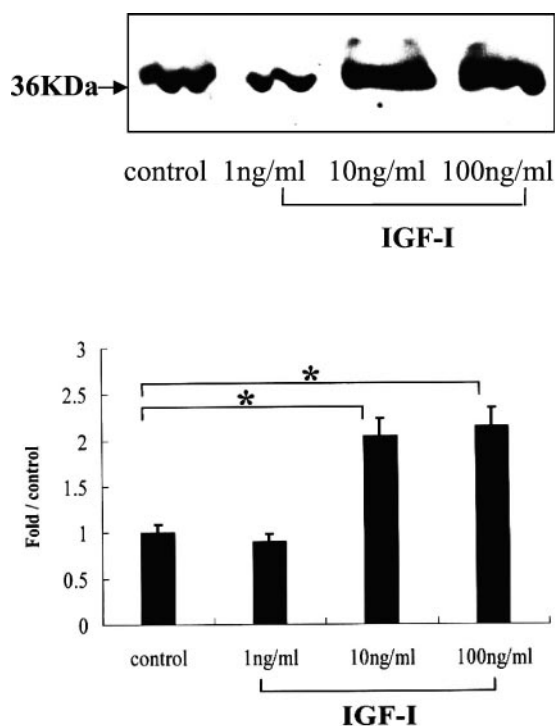 36KDa
control 1ng/ml 10ng/ml 100ng/ml
IGF-I
3
2.5
2
1.5
1
0.5
0
Fold / control
*
*
control 1ng/ml 10ng/ml 100ng/ml
IGF-I